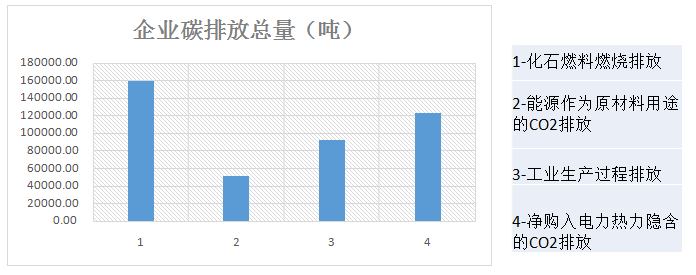 企业碳排放总量（吨）
180000.00
160000.00
140000.00
120000.00
100000.00
80000.00
60000.00
40000.00
20000.00
0.00
1
2
3
4
1-化石燃料燃烧排放
2-能源作为原材料用途
的CO2排放
3-工业生产过程排放
4-净购入电力热力隐含
的CO2排放